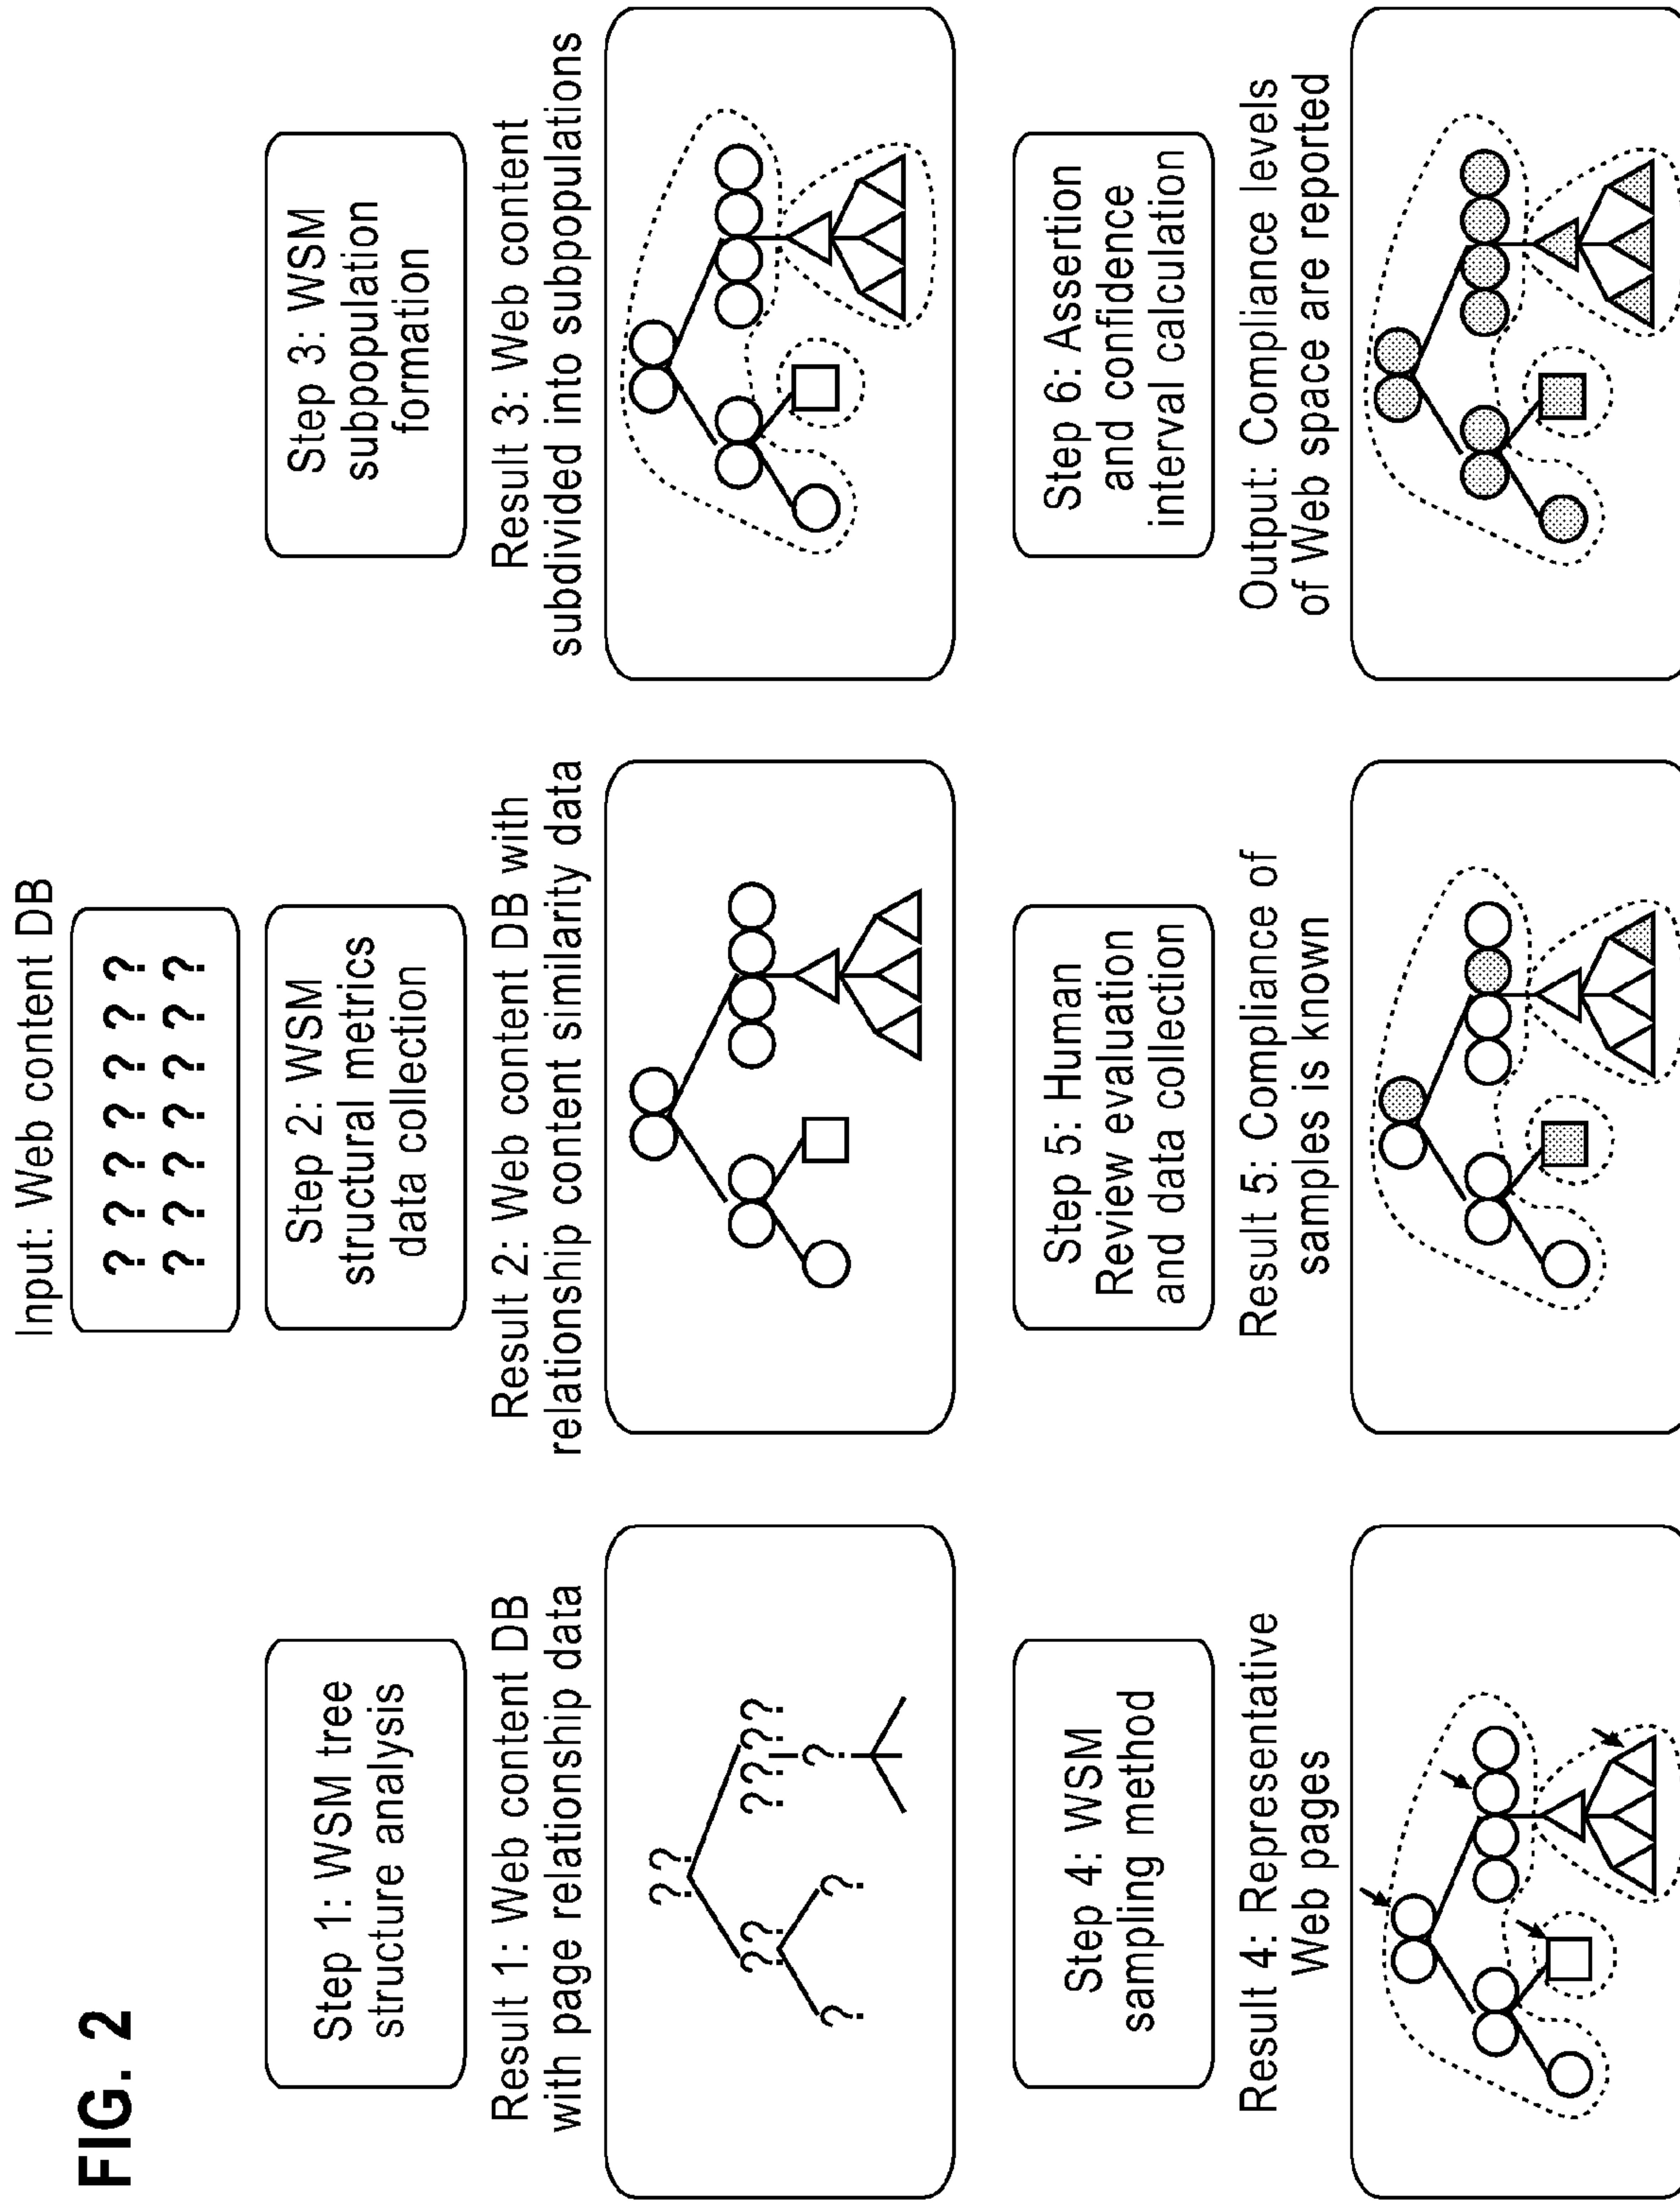 FIG. 2
Input: Web content DB
? ? ? ? ? ? ?
? ? ? ? ? ? ?
Step 1: WSM tree
structure analysis
Result 1: Web content DB
with page relationship data
??
?? ????
? ? ?
Step 2: WSM
structural metrics
data collection
Result 2: Web content DB with
relationship content similarity data
Step 3: WSM
subpopulation
formation
Result 3: Web content
subdivided into subpopulations
Step 4: WSM
sampling method
Result 4: Representative
Web pages
Step 5: Human
Review evaluation
and data collection
Result 5: Compliance of
samples is known
Step 6: Assertion
and confidence
interval calculation
Output: Compliance levels
of Web space are reported